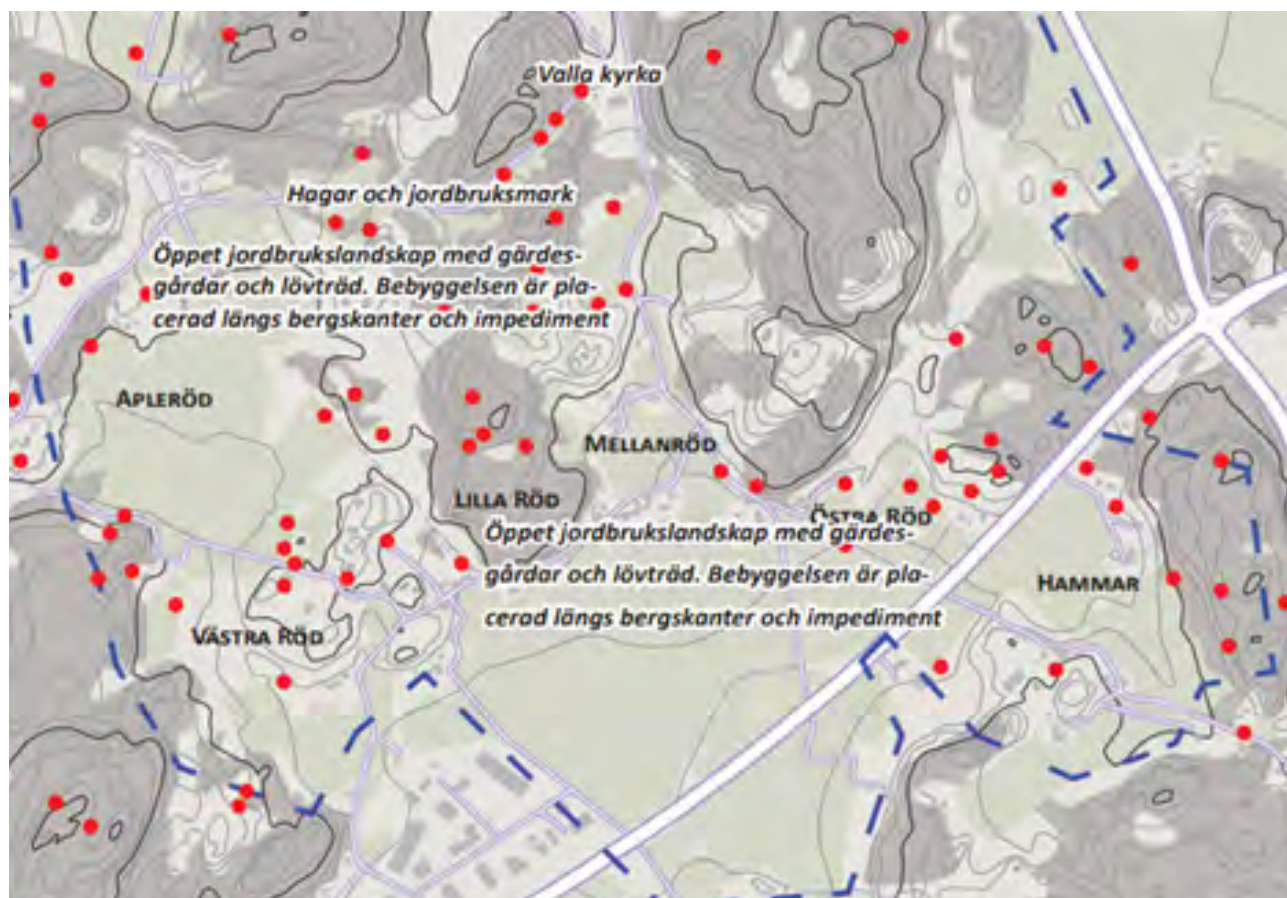 Valla kyrka
Hagar och jordbruksmark
Öppet jordbrukslandskap med gärdes-
gårdar och lövträd. Bebyggelsen är pla-
cerad längs bergskanter och impediment
APLERÖD
MELLANRÖD
LILLA RÖD
ÖSTRA RÖD
Öppet jordbrukslandskap med gärdes-
gårdar och lövträd. Bebyggelsen är pla-
cerad längs bergskanter och impediment
HAMMAR
VÄSTRA RÖD